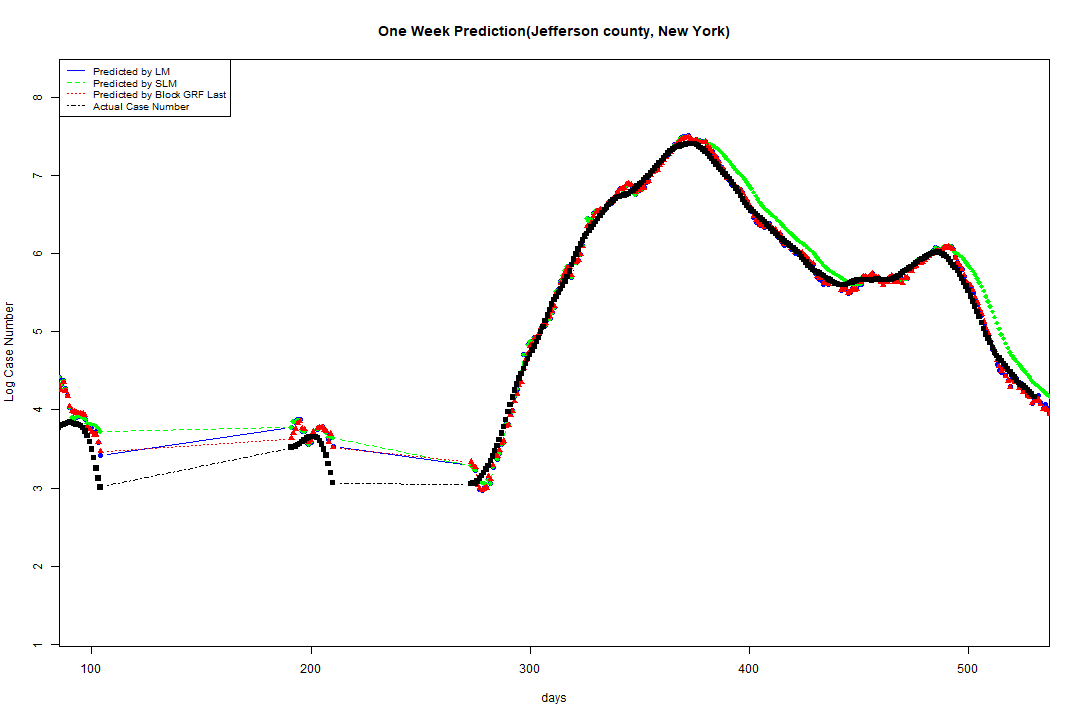 One Week Prediction(Jefferson county, New York)
Predicted by LM
Predicted by SLM
Predicted by Block GRF Last
Actual Case Number
8
7
6
5
4
3
2
1
Log Case Number
100 200 300 400 500
days